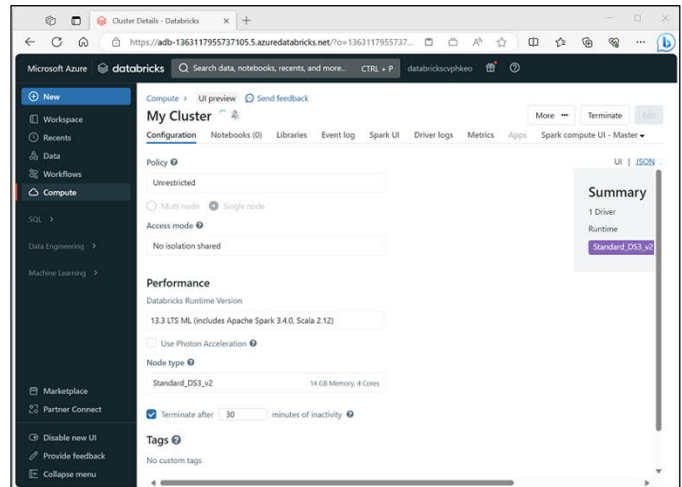 Cluster Details - Databricks
https://adb-1363117955737105.5.azuredatabricks.net/?o=1363117955737...
Microsoft Azure databricks Search data, notebooks, recents, and more... CTRL + P databrickscvphkeo
New
Workspace
Recents
Data
Workflows
Compute
SQL
Data Engineering
Machine Learning
Marketplace
Partner Connect
Disable new UI
Provide feedback
Collapse menu
Compute > UI preview Send feedback
My Cluster
More Terminate Edit
Configuration Notebooks (0) Libraries Event log Spark UI Driver logs Metrics Apps Spark compute UI - Master
UI | JSON
Policy
Unrestricted
Multi node Single node
Access mode
No isolation shared
Performance
Databricks Runtime Version
13.3 LTS ML (includes Apache Spark 3.4.0, Scala 2.12)
Use Photon Acceleration
Node type
Standard_DS3_v2 14 GB Memory, 4 Cores
Terminate after 30 minutes of inactivity
Tags
No custom tags
Summary
1 Driver
Runtime
Standard_DS3_v2